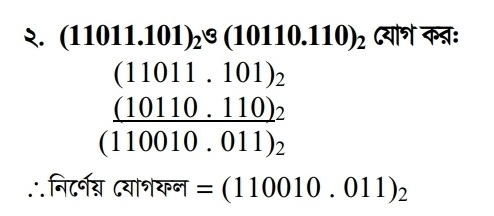 ২. (11011.101)₂ও (10110.110)₂ যোগ করঃ
(11011 . 101)₂
(10110 . 110)₂
(110010 . 011)₂
∴নির্ণেয় যোগফল = (110010 . 011)₂